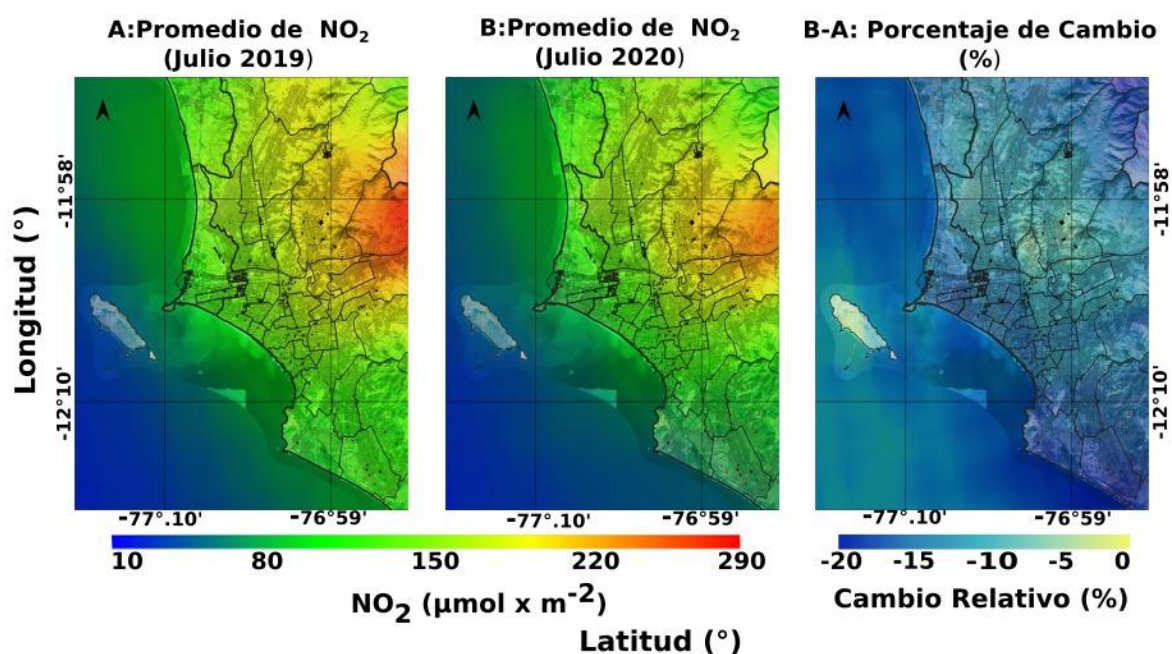 A:Promedio de NO₂
(Julio 2019)
B:Promedio de NO₂
(Julio 2020)
B-A: Porcentaje de Cambio
(%)
Longitud (°)
-11°58'
-12°10'
-11°58'
-12°10'
-77°.10' -76°59'
-77°.10' -76°59'
-77°.10' -76°59'
10 80 150 220 290
NO₂ (μmol x m⁻²)
-20 -15 -10 -5 0
Cambio Relativo (%)
Latitud (°)